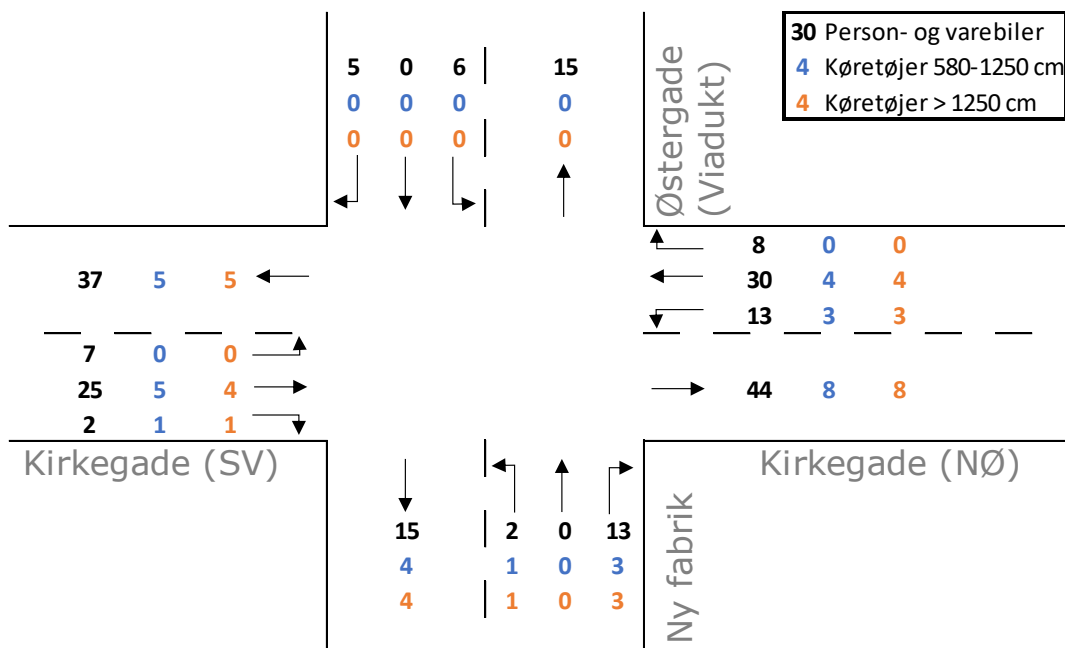 30 Person- og varebiler
4 Køretøjer 580-1250 cm
4 Køretøjer > 1250 cm
5 0 6 15
0 0 0 0
0 0 0 0
Østergade
(Viadukt)
8 0 0
37 5 5
30 4 4
13 3 3
7 0 0
25 5 4
44 8 8
2 1 1
Kirkegade (SV)
Kirkegade (NØ)
15 2 0 13
4 1 0 3
4 1 0 3
Ny fabrik